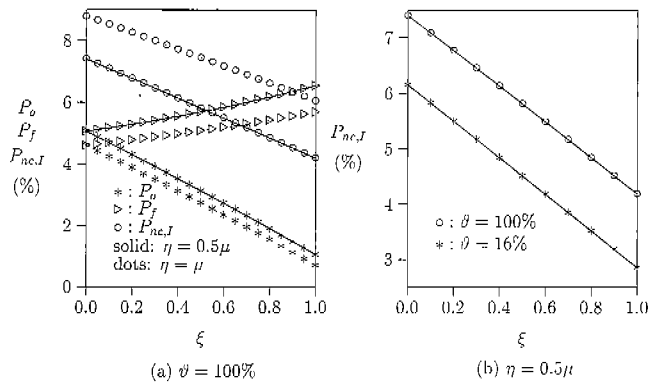 P_o
P_f
P_{nc,I}
(%)
8
6
4
2
0
* : P_o
▷ : P_f
○ : P_{nc,I}
solid: η = 0.5μ
dots: η = μ
0.0 0.2 0.4 0.6 0.8 1.0
ξ
(a) ϑ = 100%
P_{nc,I}
(%)
7
6
5
4
3
○ : ϑ = 100%
* : ϑ = 16%
0.0 0.2 0.4 0.6 0.8 1.0
ξ
(b) η = 0.5μ